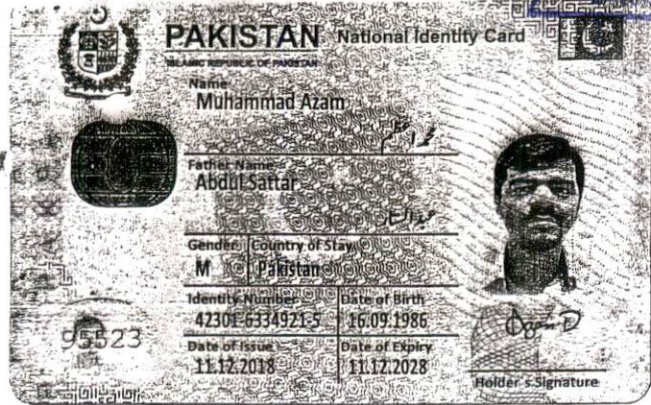 PAKISTAN National Identity Card
ISLAMIC REPUBLIC OF PAKISTAN
Name
Muhammad Azam
محمد اعظم
Father Name
Abdul Sattar
عبدالستار
Gender Country of Stay
M Pakistan
Identity Number Date of Birth
42301-6334921-5 16.09.1986
Date of Issue Date of Expiry
11.12.2018 11.12.2028
95523
Holder's Signature